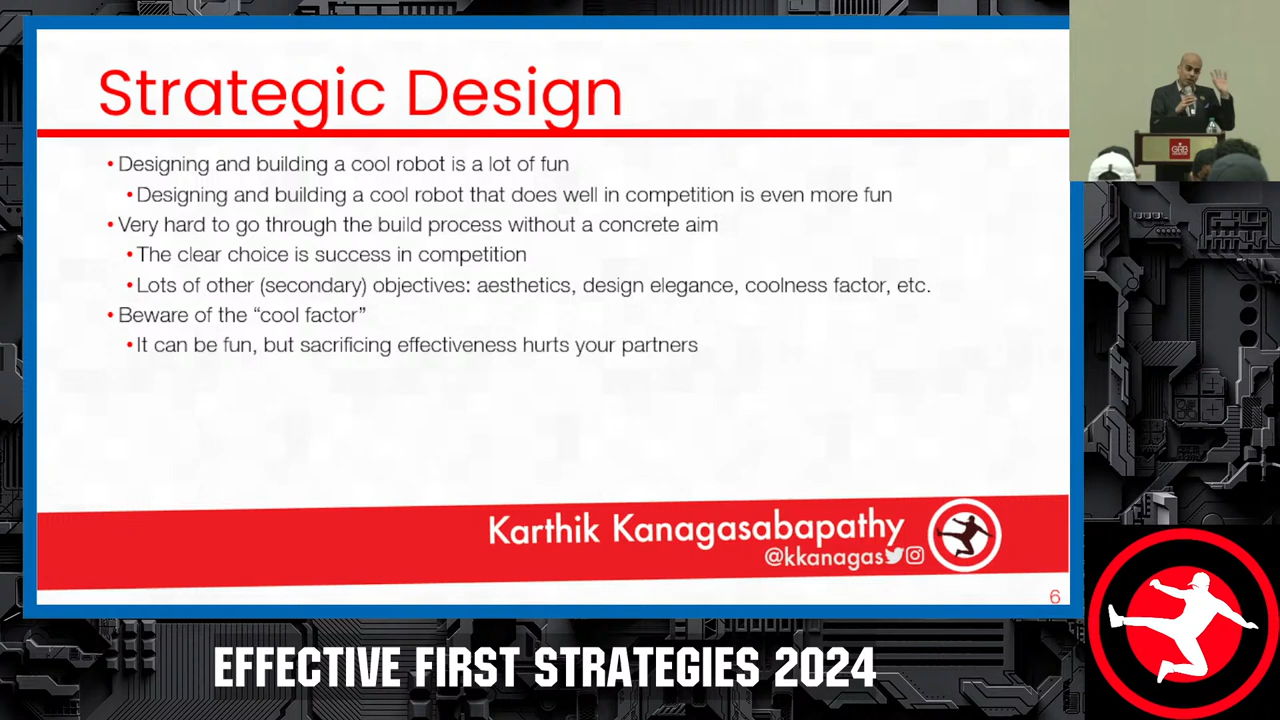 Strategic Design
• Designing and building a cool robot is a lot of fun
• Designing and building a cool robot that does well in competition is even more fun
• Very hard to go through the build process without a concrete aim
• The clear choice is success in competition
• Lots of other (secondary) objectives: aesthetics, design elegance, coolness factor, etc.
• Beware of the “cool factor”
• It can be fun, but sacrificing effectiveness hurts your partners
Karthik Kanagasabapathy
@kkanagas
6
GRB
EFFECTIVE FIRST STRATEGIES 2024